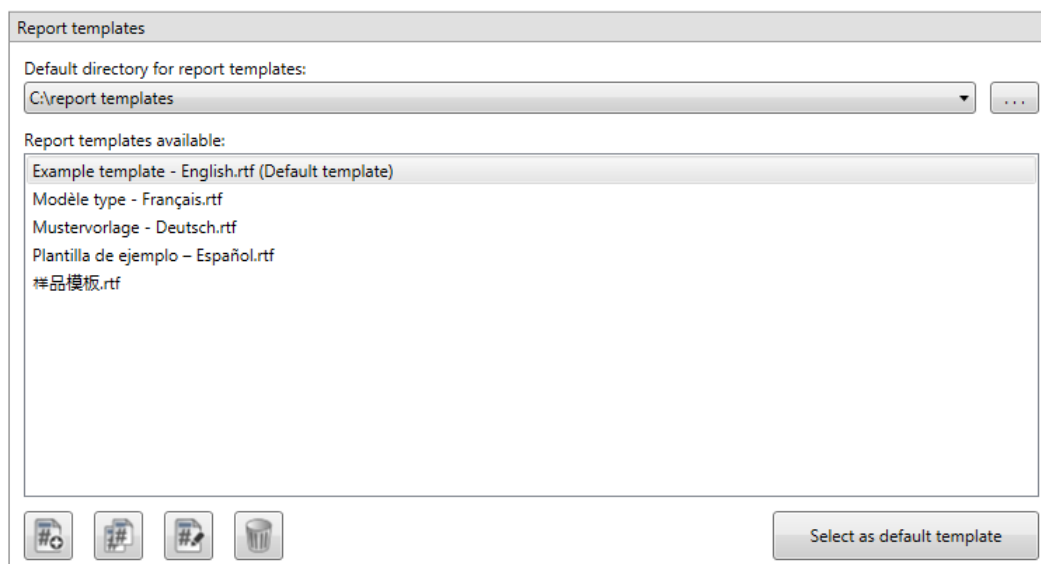 Report templates
Default directory for report templates:
C:\report templates
...
Report templates available:
Example template - English.rtf (Default template)
Modèle type - Français.rtf
Mustervorlage - Deutsch.rtf
Plantilla de ejemplo – Español.rtf
样品模板.rtf
Select as default template